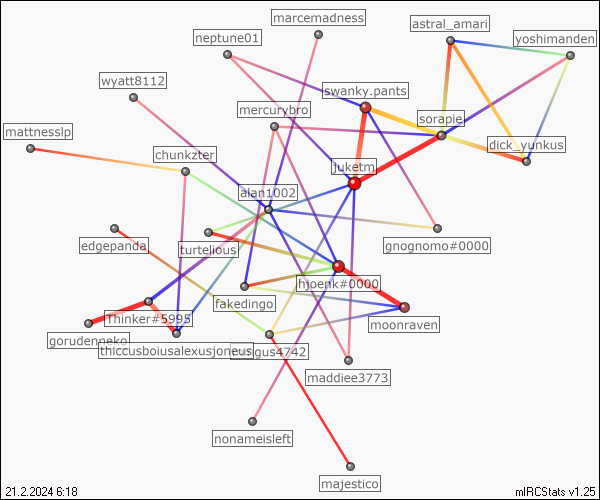 marcemadness
astral_amari
neptune01
yoshimanden
wyatt8112
swanky.pants
mercurybro
sorapie
mattnesslp
dick_yunkus
chunkzter
juketm
alan1002
edgepanda
turtelious
gnognomo#0000
hjoenk#0000
fakedingo
Thinker#5995
moonraven
gorudenneko
thiccusboiusalexusjoneus
maddiee3773
nonameisleft
majestico
21.2.2024 6:18
mIRCStats v1.25